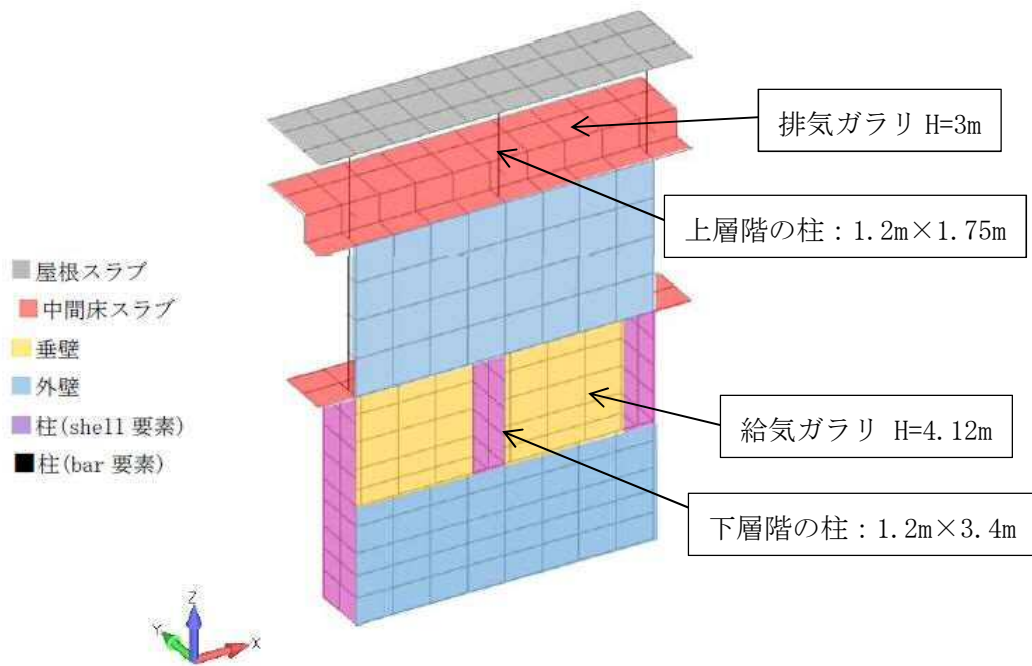 排気ガラリ H=3m
上層階の柱：1.2m×1.75m
屋根スラブ
中間床スラブ
垂壁
外壁
柱(shell 要素)
柱(bar 要素)
給気ガラリ H=4.12m
下層階の柱：1.2m×3.4m
Z
Y
X